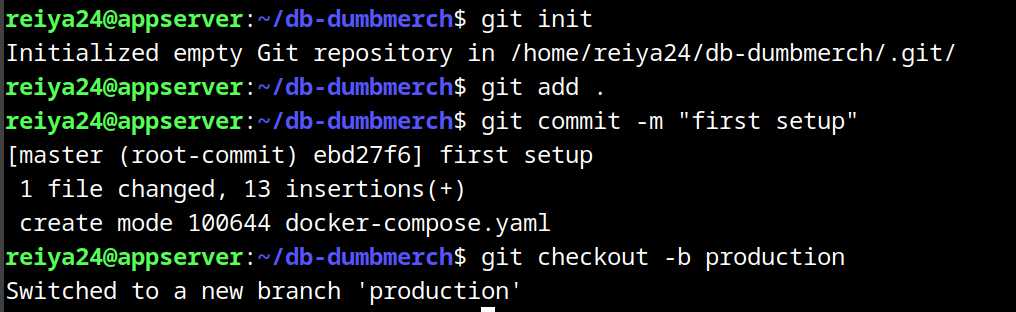 reiya24@appserver:~/db-dumbmerch$ git init
Initialized empty Git repository in /home/reiya24/db-dumbmerch/.git/
reiya24@appserver:~/db-dumbmerch$ git add .
reiya24@appserver:~/db-dumbmerch$ git commit -m "first setup"
[master (root-commit) ebd27f6] first setup
 1 file changed, 13 insertions(+)
 create mode 100644 docker-compose.yaml
reiya24@appserver:~/db-dumbmerch$ git checkout -b production
Switched to a new branch 'production'